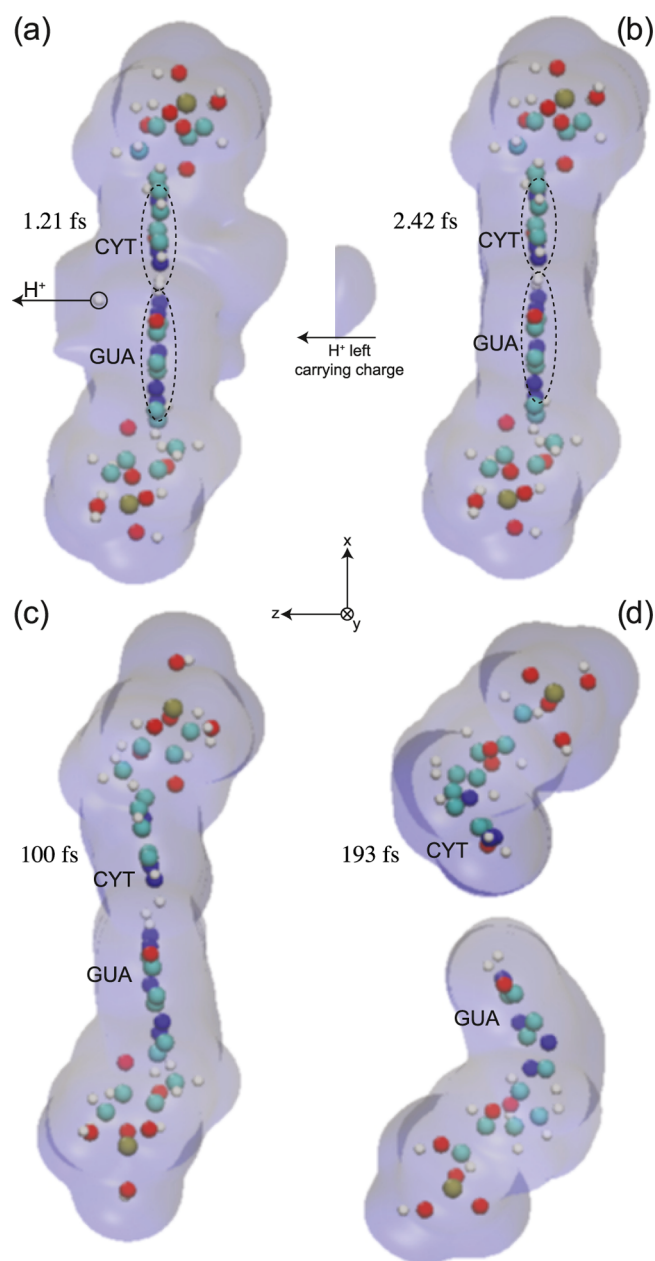 (a)
(b)
1.21 fs
CYT
H+
GUA
H+ left
carrying charge
2.42 fs
CYT
GUA
x
z
y
(c)
(d)
100 fs
CYT
GUA
193 fs
CYT
GUA